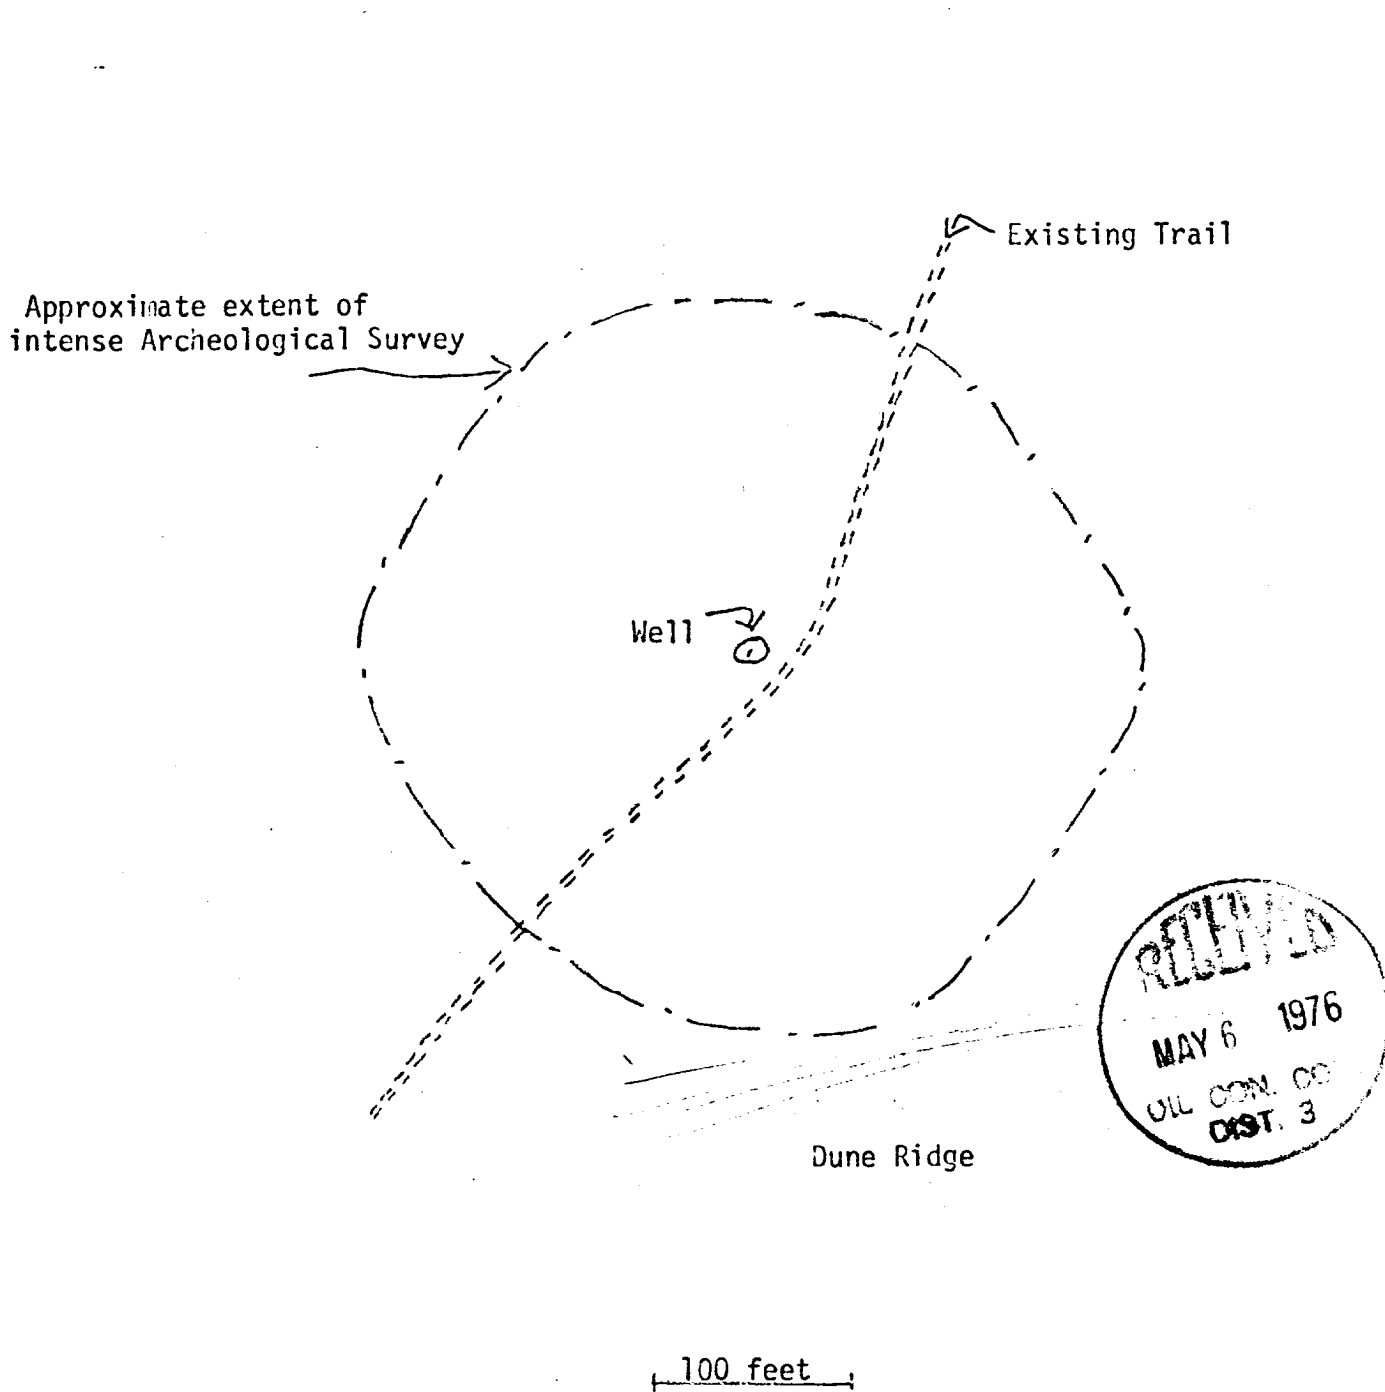 Existing Trail
Approximate extent of
intense Archeological Survey
Well
RECEIVED
MAY 6 1976
OIL CON. CO
DIST. 3
Dune Ridge
100 feet